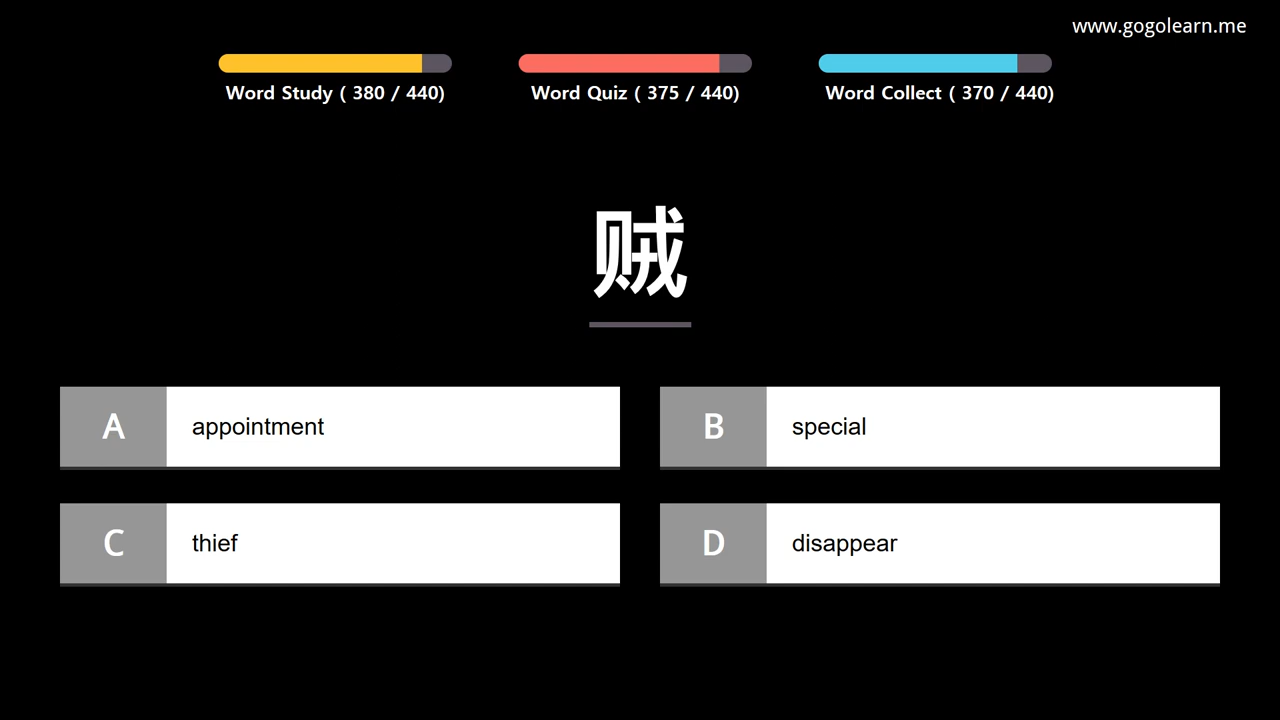 www.gogolearn.me
Word Study ( 380 / 440)
Word Quiz ( 375 / 440)
Word Collect ( 370 / 440)
贼
A appointment
B special
C thief
D disappear